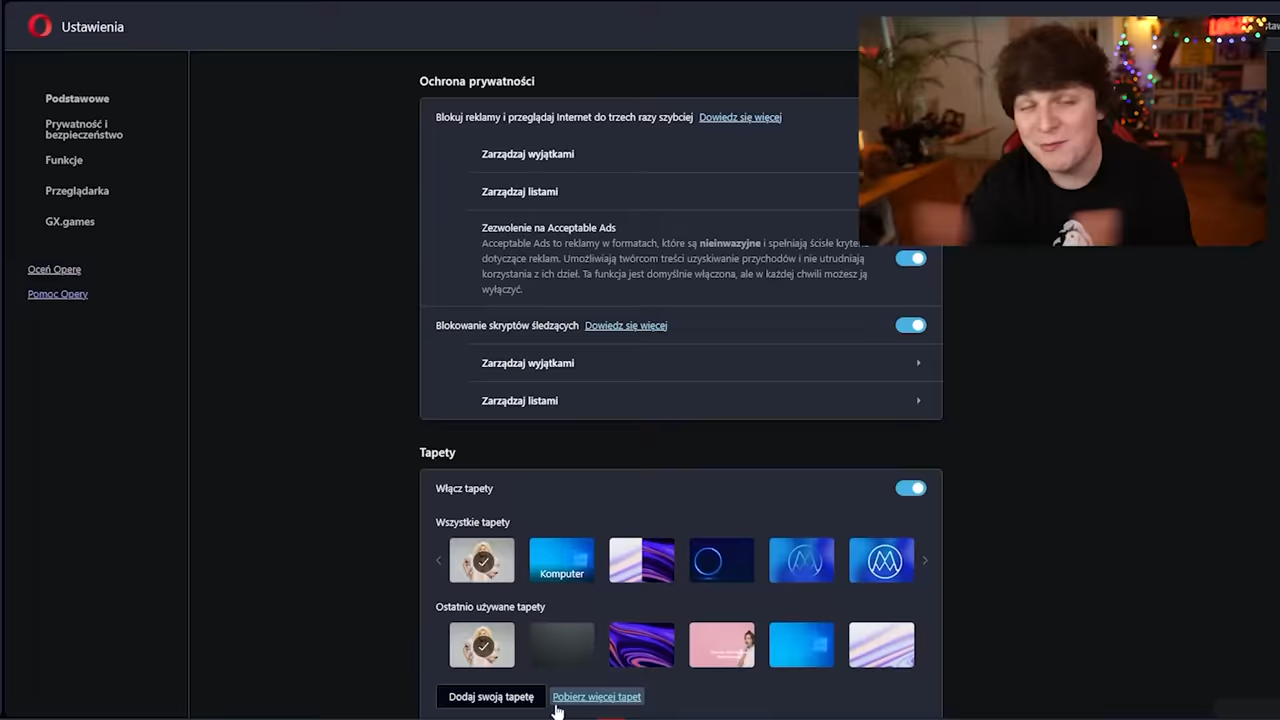 Ustawienia
Podstawowe
Prywatność i
bezpieczeństwo
Funkcje
Przeglądarka
GX.games
Oceń Operę
Pomoc Opery
Ochrona prywatności
Blokuj reklamy i przeglądaj Internet do trzech razy szybciej Dowiedz się więcej
Zarządzaj wyjątkami
Zarządzaj listami
Zezwolenie na Acceptable Ads
Acceptable Ads to reklamy w formatach, które są nieinwazyjne i spełniają ścisłe
dotyczące reklam. Umożliwiają twórcom treści uzyskiwanie przychodów i nie utrudniają
korzystania z ich dzieł. Ta funkcja jest domyślnie włączona, ale w każdej chwili możesz ją
wyłączyć.
Blokowanie skryptów śledzących Dowiedz się więcej
Zarządzaj wyjątkami
Zarządzaj listami
Tapety
Włącz tapety
Wszystkie tapety
Komputer
Ostatnio używane tapety
Dodaj swoją tapetę Pobierz więcej tapet